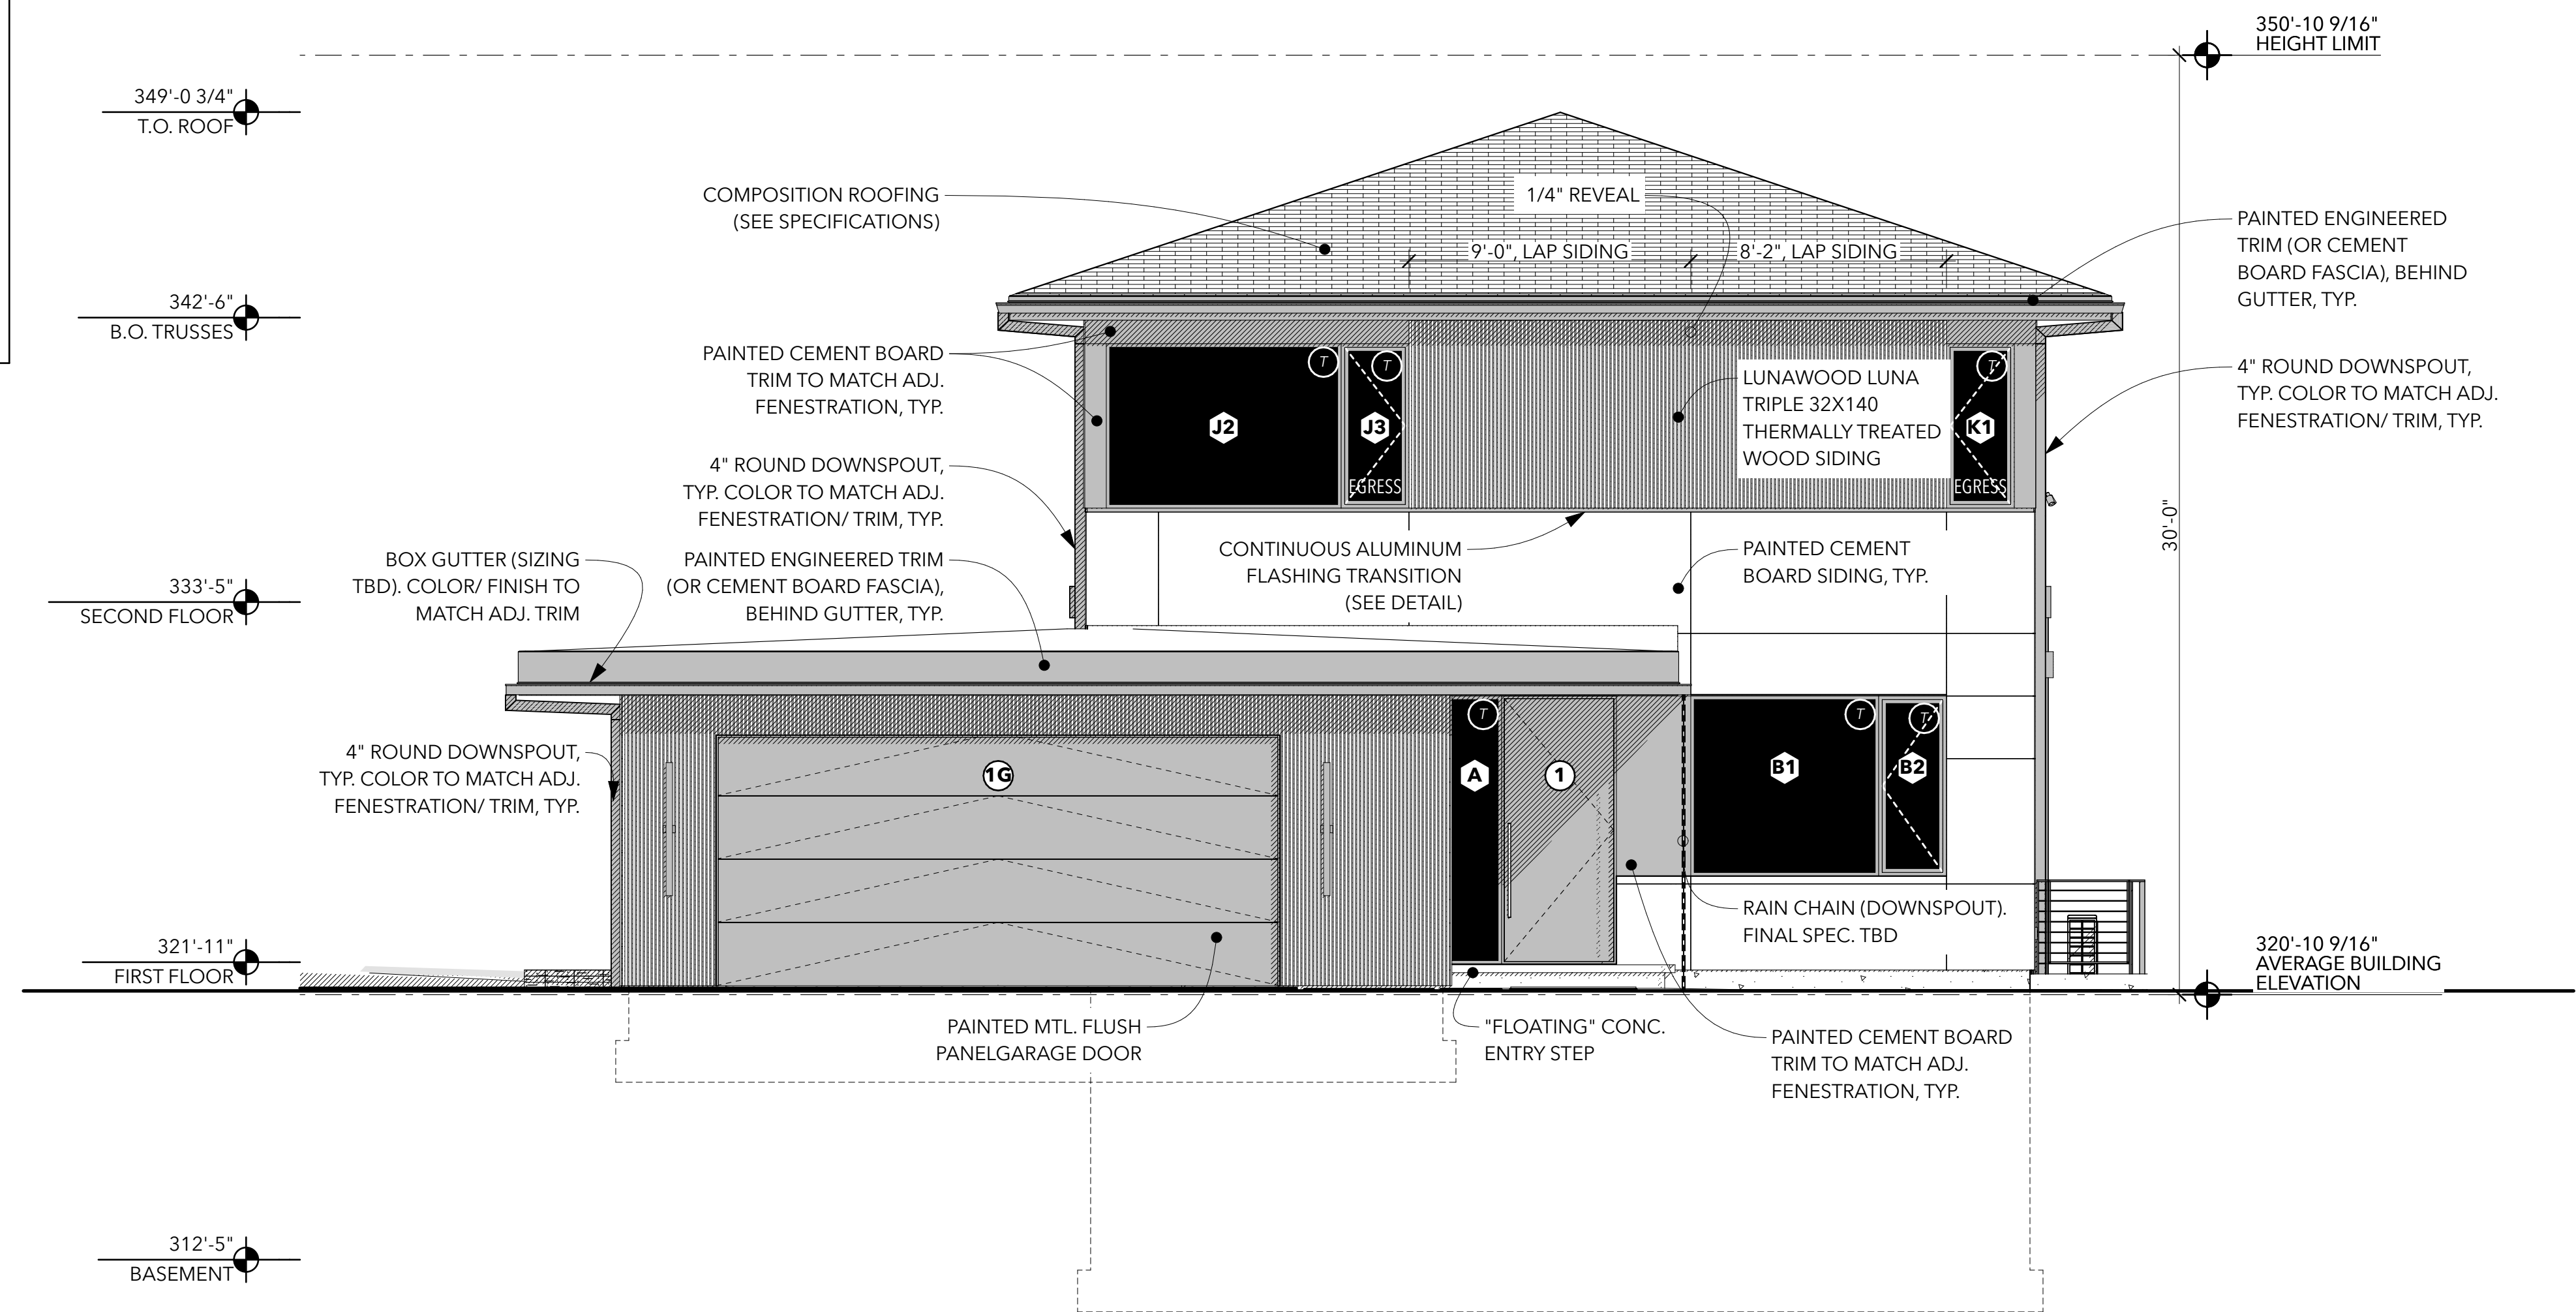 350'-10 9/16"
HEIGHT LIMIT
349'-0 3/4"
T.O. ROOF
COMPOSITION ROOFING
(SEE SPECIFICATIONS)
1/4" REVEAL
9'-0", LAP SIDING
8'-2", LAP SIDING
PAINTED ENGINEERED
TRIM (OR CEMENT
BOARD FASCIA), BEHIND
GUTTER, TYP.
342'-6"
B.O. TRUSSES
PAINTED CEMENT BOARD
TRIM TO MATCH ADJ.
FENESTRATION, TYP.
T
T
T
J2
J3
EGRESS
LUNAWOOD LUNA
TRIPLE 32X140
THERMALLY TREATED
WOOD SIDING
K1
EGRESS
4" ROUND DOWNSPOUT,
TYP. COLOR TO MATCH ADJ.
FENESTRATION/ TRIM, TYP.
4" ROUND DOWNSPOUT,
TYP. COLOR TO MATCH ADJ.
FENESTRATION/ TRIM, TYP.
30'-0"
BOX GUTTER (SIZING
TBD). COLOR/ FINISH TO
MATCH ADJ. TRIM
PAINTED ENGINEERED TRIM
(OR CEMENT BOARD FASCIA),
BEHIND GUTTER, TYP.
CONTINUOUS ALUMINUM
FLASHING TRANSITION
(SEE DETAIL)
PAINTED CEMENT
BOARD SIDING, TYP.
333'-5"
SECOND FLOOR
4" ROUND DOWNSPOUT,
TYP. COLOR TO MATCH ADJ.
FENESTRATION/ TRIM, TYP.
T
T
T
1G
A
1
B1
B2
RAIN CHAIN (DOWNSPOUT).
FINAL SPEC. TBD
321'-11"
FIRST FLOOR
320'-10 9/16"
AVERAGE BUILDING
ELEVATION
PAINTED MTL. FLUSH
PANELGARAGE DOOR
"FLOATING" CONC.
ENTRY STEP
PAINTED CEMENT BOARD
TRIM TO MATCH ADJ.
FENESTRATION, TYP.
312'-5"
BASEMENT